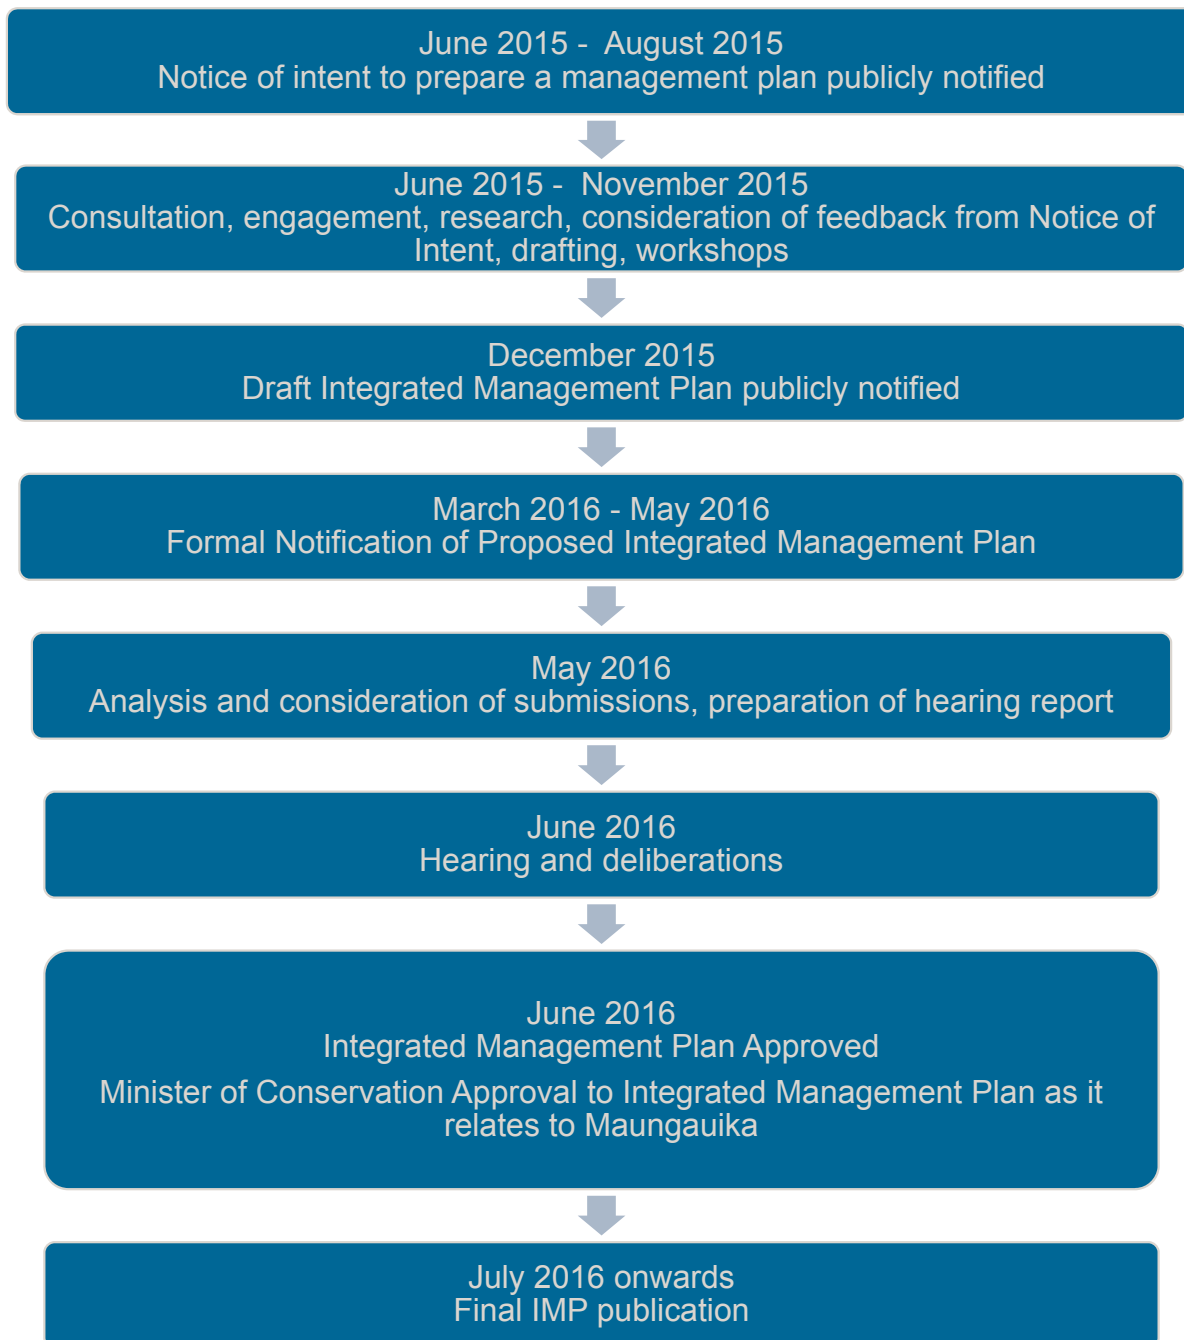 June 2015 -  August 2015
Notice of intent to prepare a management plan publicly notified
June 2015 -  November 2015
Consultation, engagement, research, consideration of feedback from Notice of
Intent, drafting, workshops
December 2015
Draft Integrated Management Plan publicly notified
March 2016 - May 2016
Formal Notification of Proposed Integrated Management Plan
May 2016
Analysis and consideration of submissions, preparation of hearing report
June 2016
Hearing and deliberations
June 2016
Integrated Management Plan Approved
Minister of Conservation Approval to Integrated Management Plan as it
relates to Maungauika
July 2016 onwards
Final IMP publication